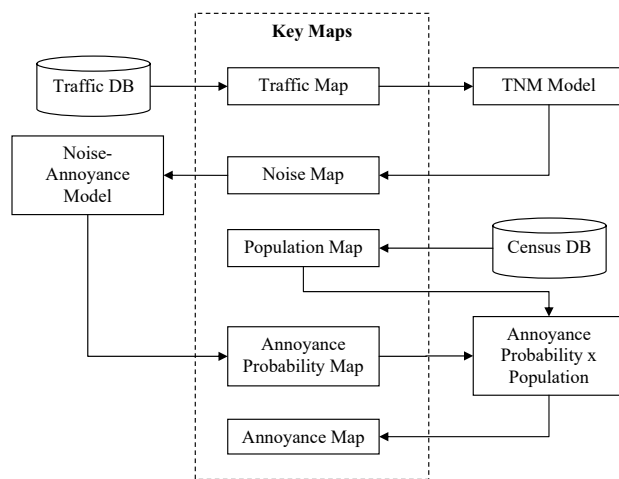 Key Maps
Traffic DB
Traffic Map
TNM Model
Noise-
Annoyance
Model
Noise Map
Population Map
Census DB
Annoyance
Probability Map
Annoyance
Probability x
Population
Annoyance Map